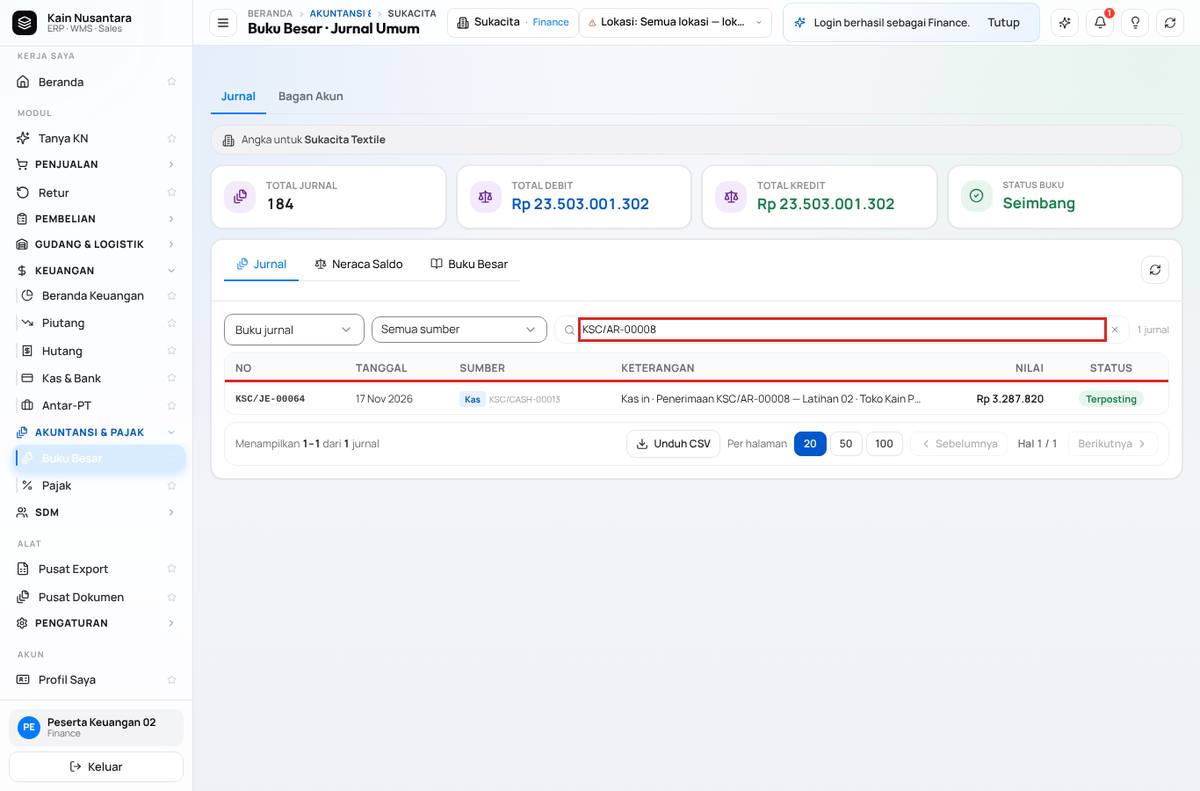 Kain Nusantara
ERP · WMS · Sales
KERJA SAYA
Beranda
MODUL
Tanya KN
PENJUALAN
Retur
PEMBELIAN
GUDANG & LOGISTIK
KEUANGAN
Beranda Keuangan
Piutang
Hutang
Kas & Bank
Antar-PT
AKUNTANSI & PAJAK
Buku Besar
Pajak
SDM
ALAT
Pusat Export
Pusat Dokumen
PENGATURAN
AKUN
Profil Saya
PE
Peserta Keuangan 02
Finance
Keluar
BERANDA > AKUNTANSI & > SUKACITA
Buku Besar · Jurnal Umum
Sukacita · Finance
Lokasi: Semua lokasi — lok...
Login berhasil sebagai Finance. Tutup
1
Jurnal Bagan Akun
Angka untuk Sukacita Textile
TOTAL JURNAL
184
TOTAL DEBIT
Rp 23.503.001.302
TOTAL KREDIT
Rp 23.503.001.302
STATUS BUKU
Seimbang
Jurnal Neraca Saldo Buku Besar
Buku jurnal Semua sumber KSC/AR-00008 1 jurnal
NO TANGGAL SUMBER KETERANGAN NILAI STATUS
KSC/JE-00064 17 Nov 2026 Kas KSC/CASH-00013 Kas in · Penerimaan KSC/AR-00008 — Latihan 02 · Toko Kain P... Rp 3.287.820 Terposting
Menampilkan 1–1 dari 1 jurnal Unduh CSV Per halaman 20 50 100 Sebelumnya Hal 1 / 1 Berikutnya